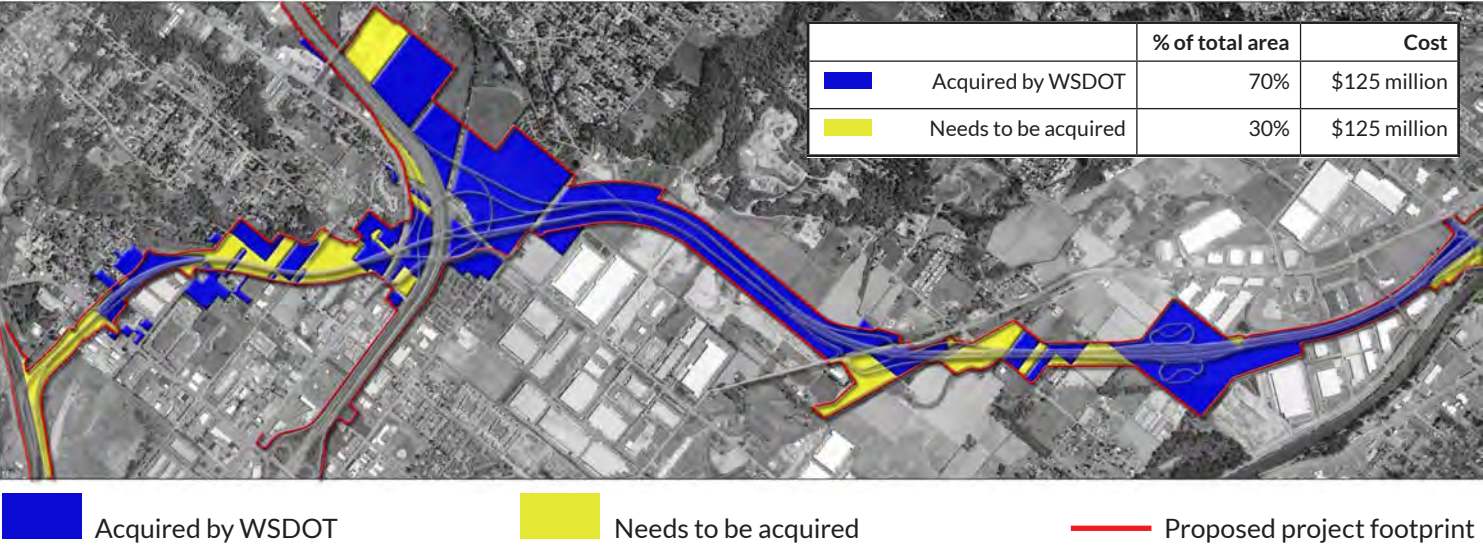 % of total area Cost
Acquired by WSDOT 70% $125 million
Needs to be acquired 30% $125 million
Acquired by WSDOT Needs to be acquired Proposed project footprint